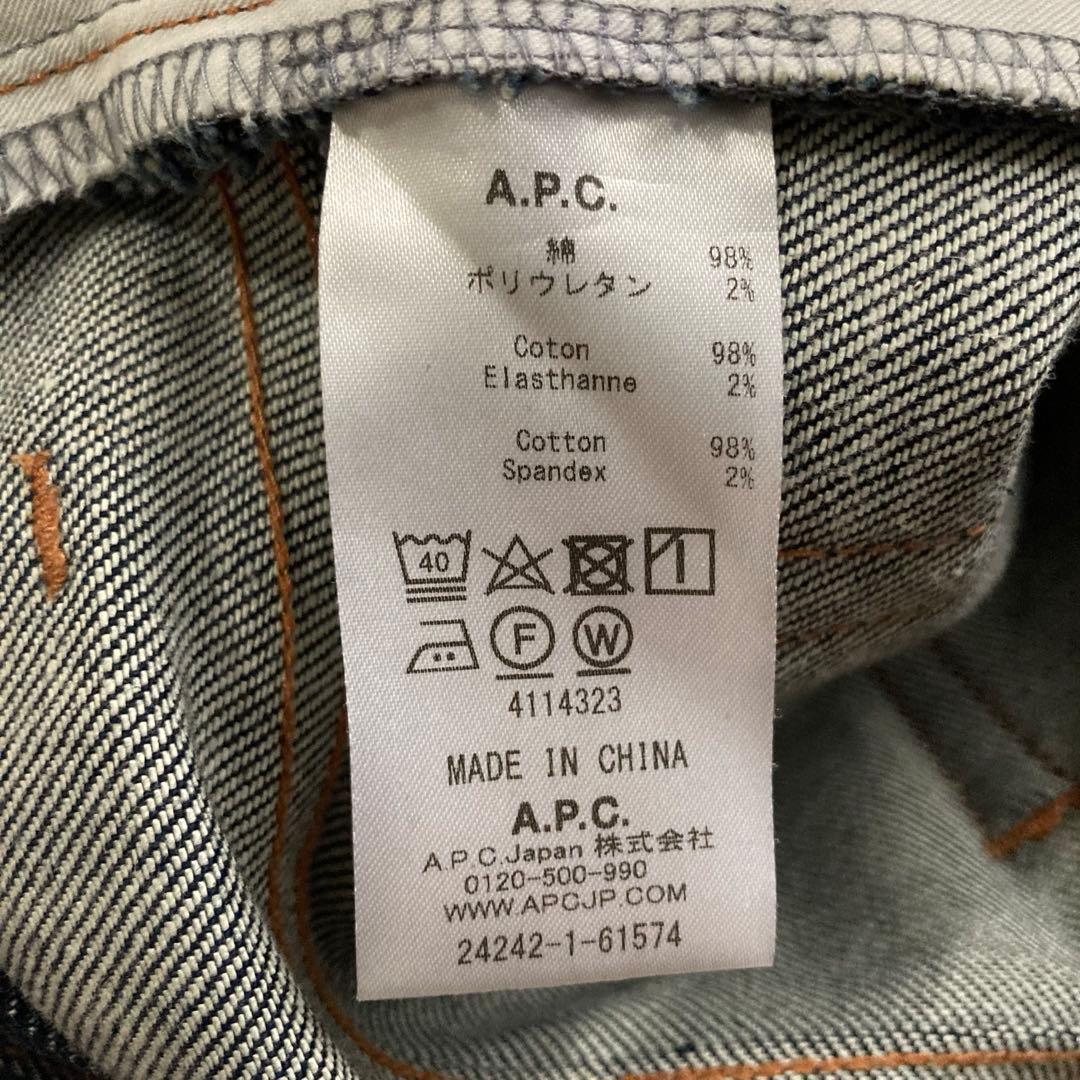 A.P.C.
綿 98%
ポリウレタン 2%
Coton 98%
Elasthanne 2%
Cotton 98%
Spandex 2%
40
F W
4114323
MADE IN CHINA
A.P.C.
A.P.C.Japan 株式会社
0120-500-990
WWW.APCJP.COM
24242-1-61574